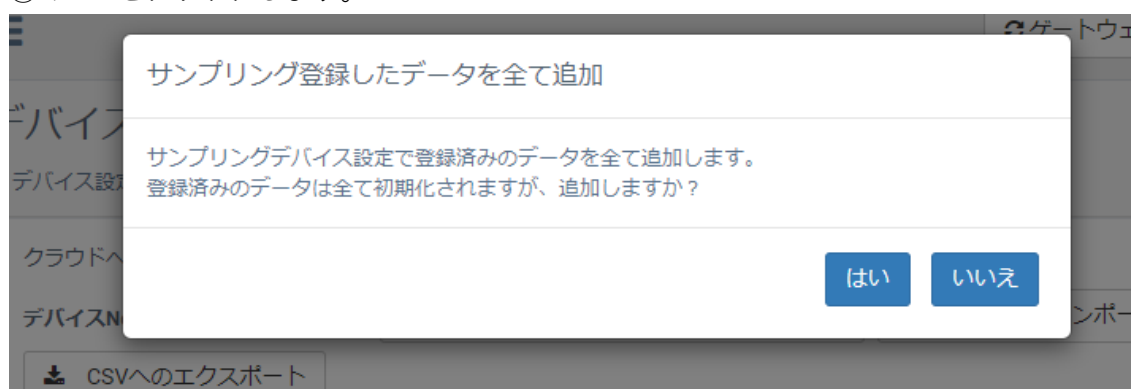 ゲートウェ
サンプリング登録したデータを全て追加
デバイス
サンプリングデバイス設定で登録済みのデータを全て追加します。
デバイス設定
登録済みのデータは全て初期化されますが、追加しますか？
クラウドへ
はい
いいえ
デバイスN
ンポー
CSVへのエクスポート